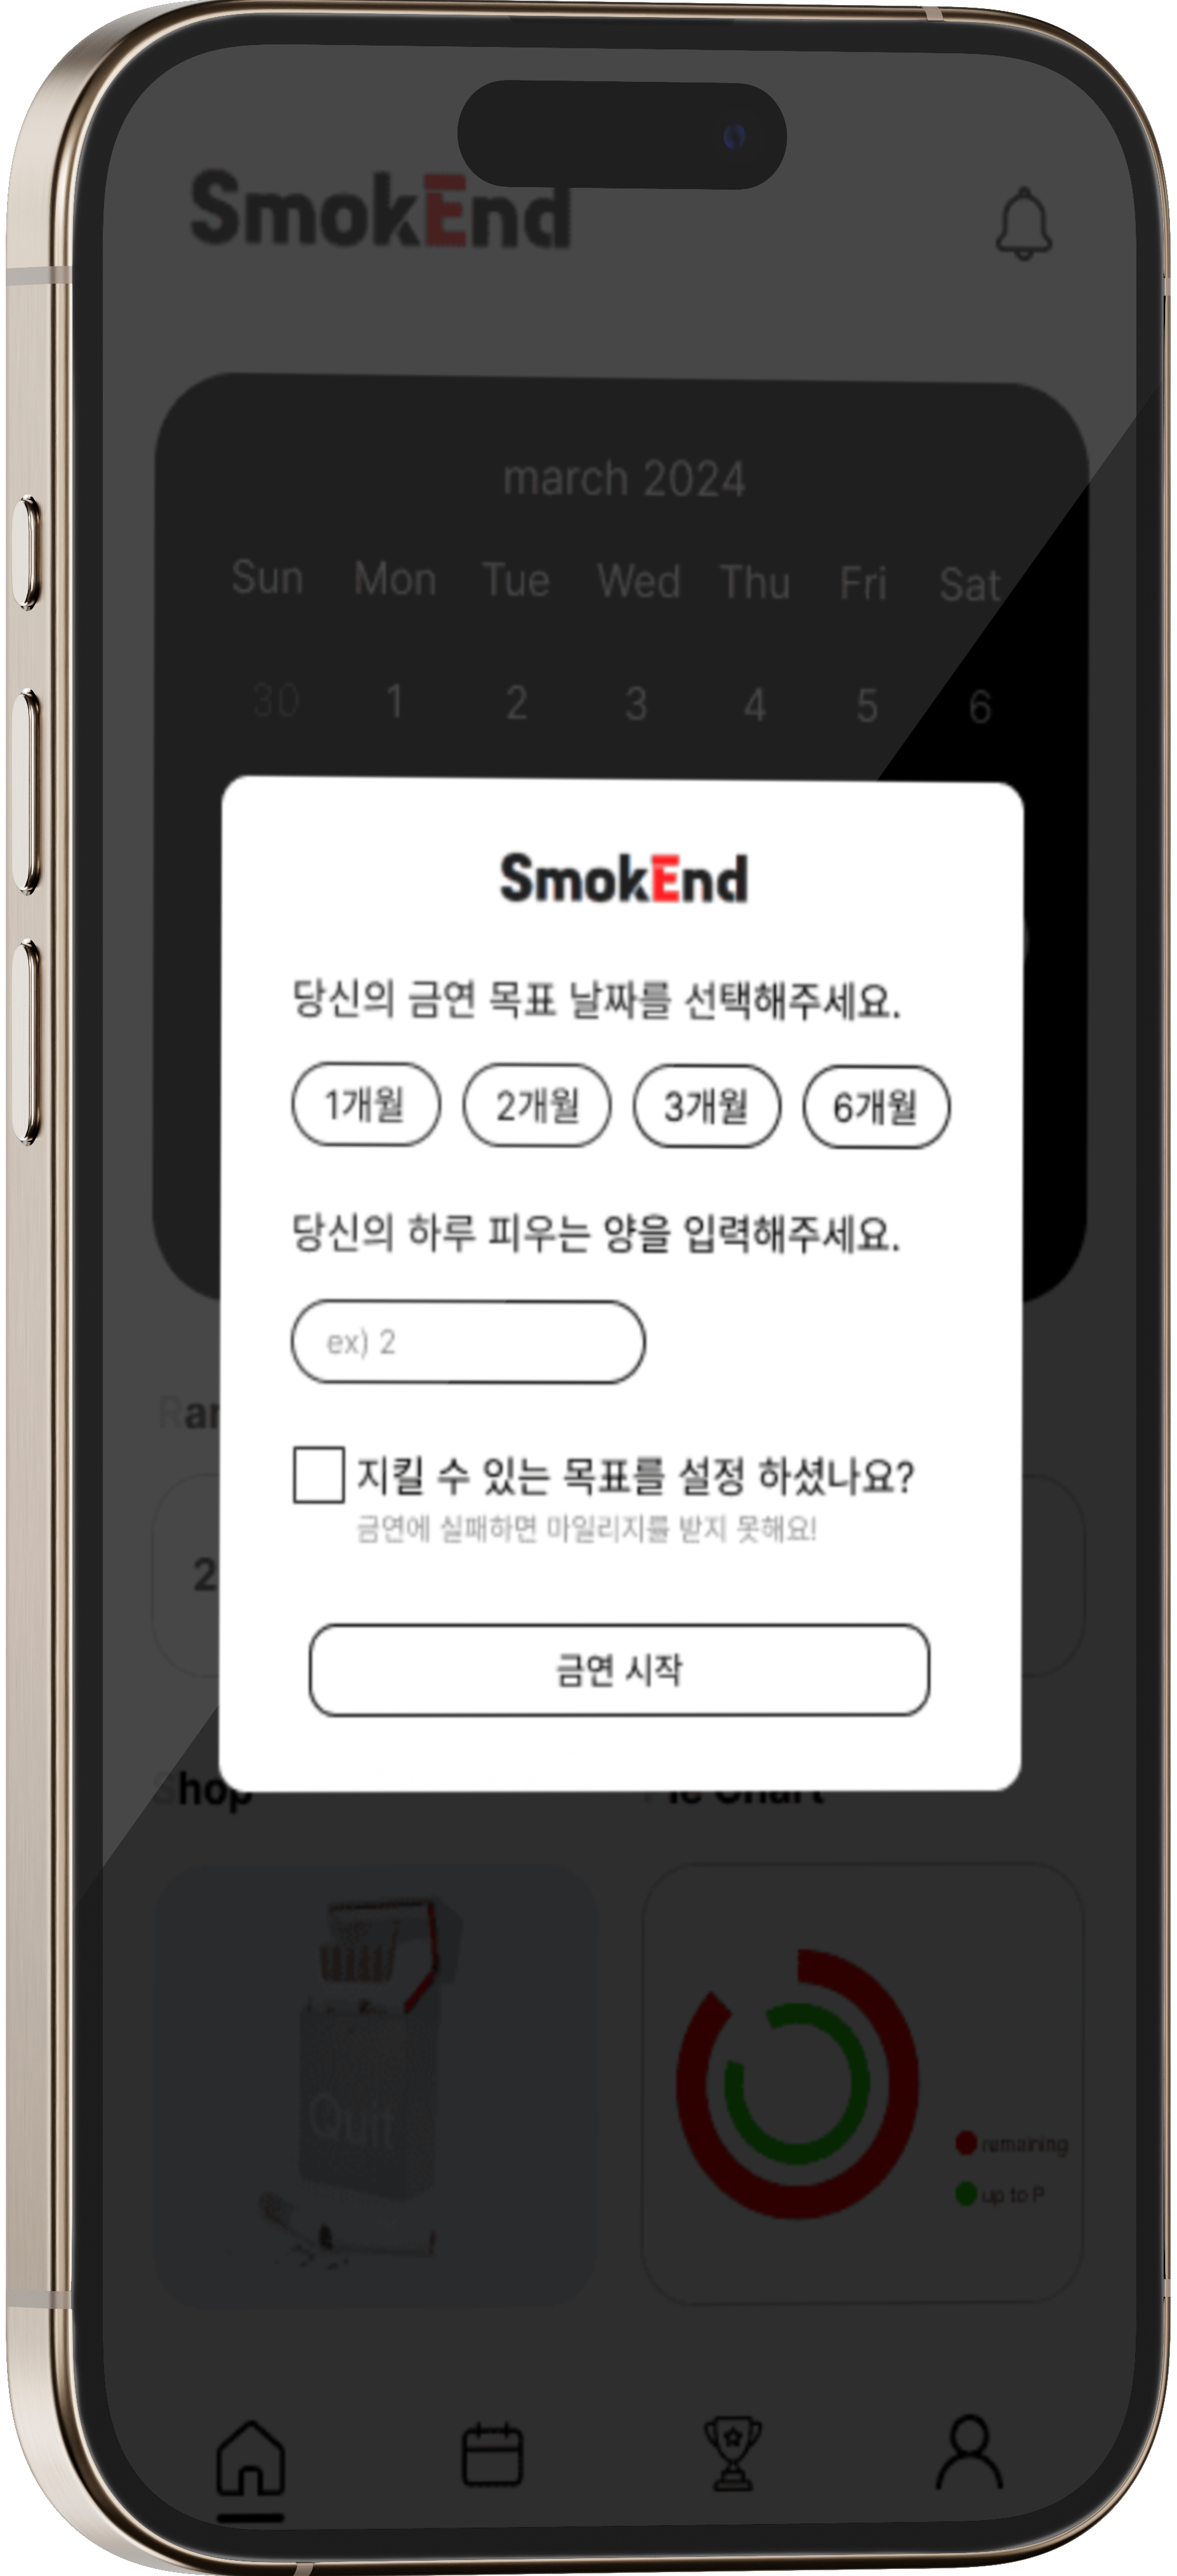 SmokEnd
march 2024
Sun Mon Tue Wed Thu Fri Sat
30 1 2 3 4 5 6
SmokEnd
당신의 금연 목표 날짜를 선택해주세요.
1개월 2개월 3개월 6개월
당신의 하루 피우는 양을 입력해주세요.
ex) 2
지킬 수 있는 목표를 설정 하셨나요?
금연에 실패하면 마일리지를 받지 못해요!
2
금연 시작
Shop
Chart
Quit
remaining
up to P